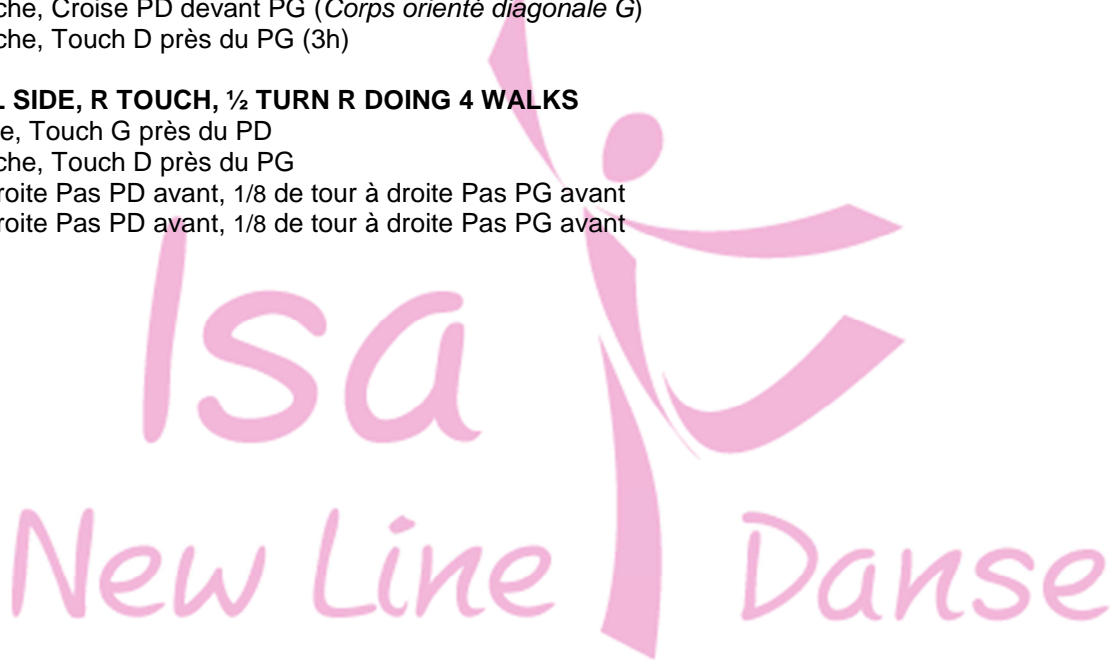 che, Croise PD devant PG (Corps orienté diagonale G)
che, Touch D près du PG (3h)
SIDE, R TOUCH, ½ TURN R DOING 4 WALKS
e, Touch G près du PD
che, Touch D près du PG
roite Pas PD avant, 1/8 de tour à droite Pas PG avant
roite Pas PD avant, 1/8 de tour à droite Pas PG avant
Isa
New Line Danse